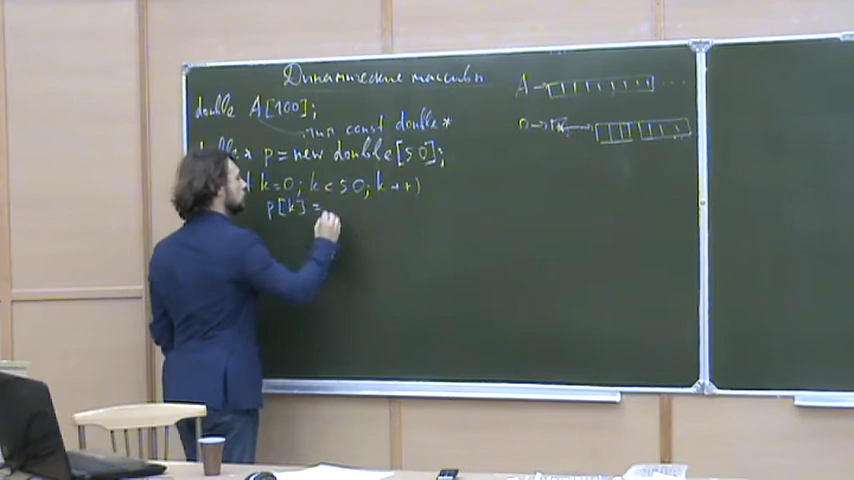 Динамические массивы
double A[100];
тип const double*
* p = new double[50];
k=0; k<50; k++)
p[k] =
A → ...
p →